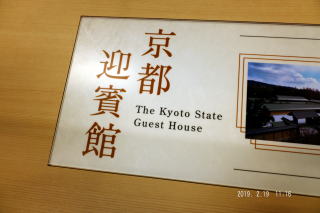 京都
迎賓館
The Kyoto State
Guest House
2019. 2.19 11:16